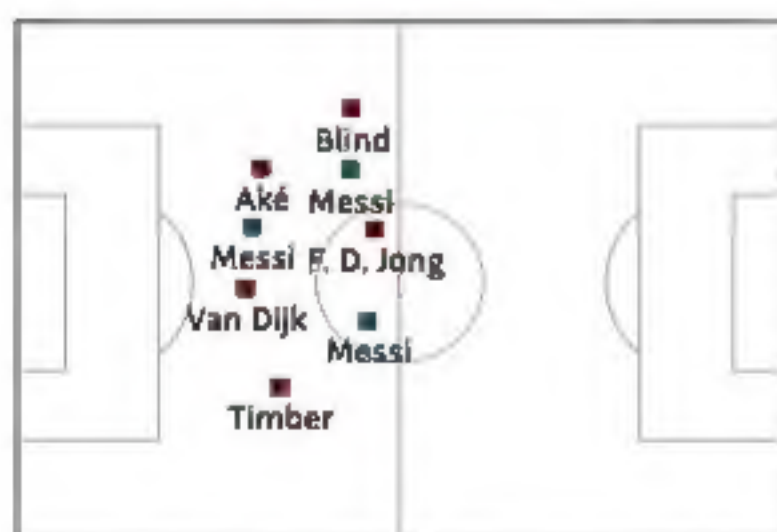 Blind
Aké
Messi
Messi
F. D. Jong
Van Dijk
Messi
Timber